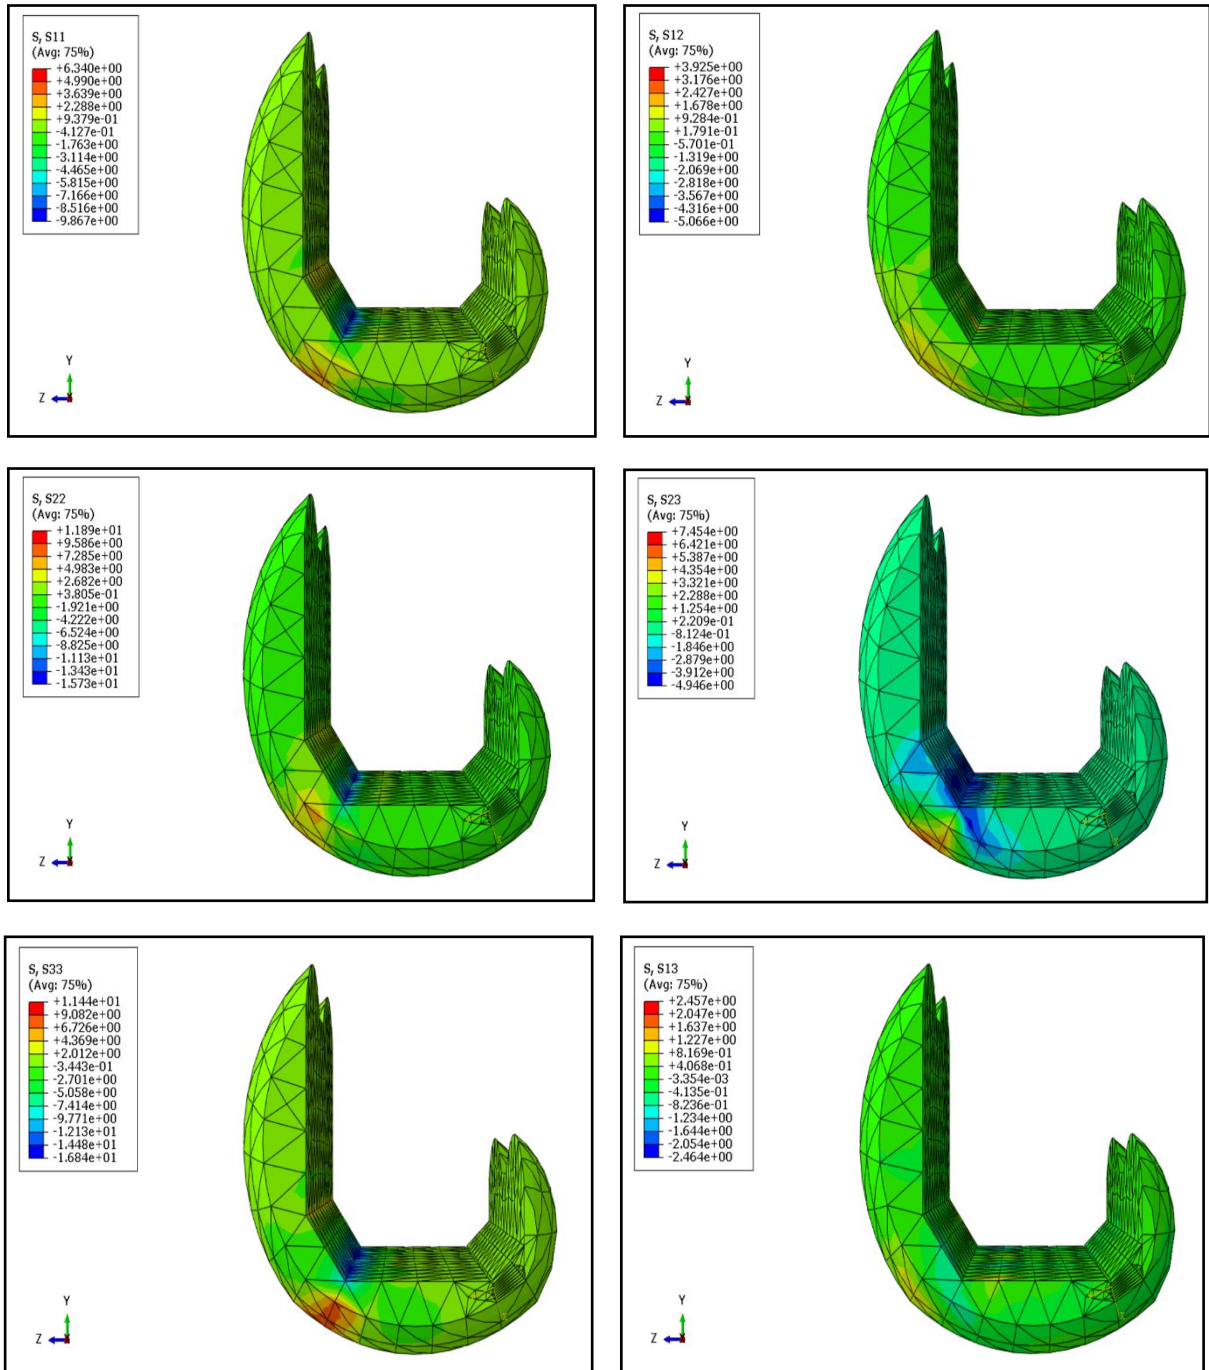 S, S11
(Avg: 75%)
+6.340e+00
+4.990e+00
+3.639e+00
+2.288e+00
+9.379e-01
-4.127e-01
-1.763e+00
-3.114e+00
-4.465e+00
-5.815e+00
-7.166e+00
-8.516e+00
-9.867e+00
Y
Z
S, S12
(Avg: 75%)
+3.925e+00
+3.176e+00
+2.427e+00
+1.678e+00
+9.284e-01
+1.791e-01
-5.701e-01
-1.319e+00
-2.069e+00
-2.818e+00
-3.567e+00
-4.316e+00
-5.066e+00
Y
Z
S, S22
(Avg: 75%)
+1.189e+01
+9.586e+00
+7.285e+00
+4.983e+00
+2.682e+00
+3.805e-01
-1.921e+00
-4.222e+00
-6.524e+00
-8.825e+00
-1.113e+01
-1.343e+01
-1.573e+01
Y
Z
S, S23
(Avg: 75%)
+7.454e+00
+6.421e+00
+5.387e+00
+4.354e+00
+3.321e+00
+2.288e+00
+1.254e+00
+2.209e-01
-8.124e-01
-1.846e+00
-2.879e+00
-3.912e+00
-4.946e+00
Y
Z
S, S33
(Avg: 75%)
+1.144e+01
+9.082e+00
+6.726e+00
+4.369e+00
+2.012e+00
-3.443e-01
-2.701e+00
-5.058e+00
-7.414e+00
-9.771e+00
-1.213e+01
-1.448e+01
-1.684e+01
Y
Z
S, S13
(Avg: 75%)
+2.457e+00
+2.047e+00
+1.637e+00
+1.227e+00
+8.169e-01
+4.068e-01
-3.354e-03
-4.135e-01
-8.236e-01
-1.234e+00
-1.644e+00
-2.054e+00
-2.464e+00
Y
Z